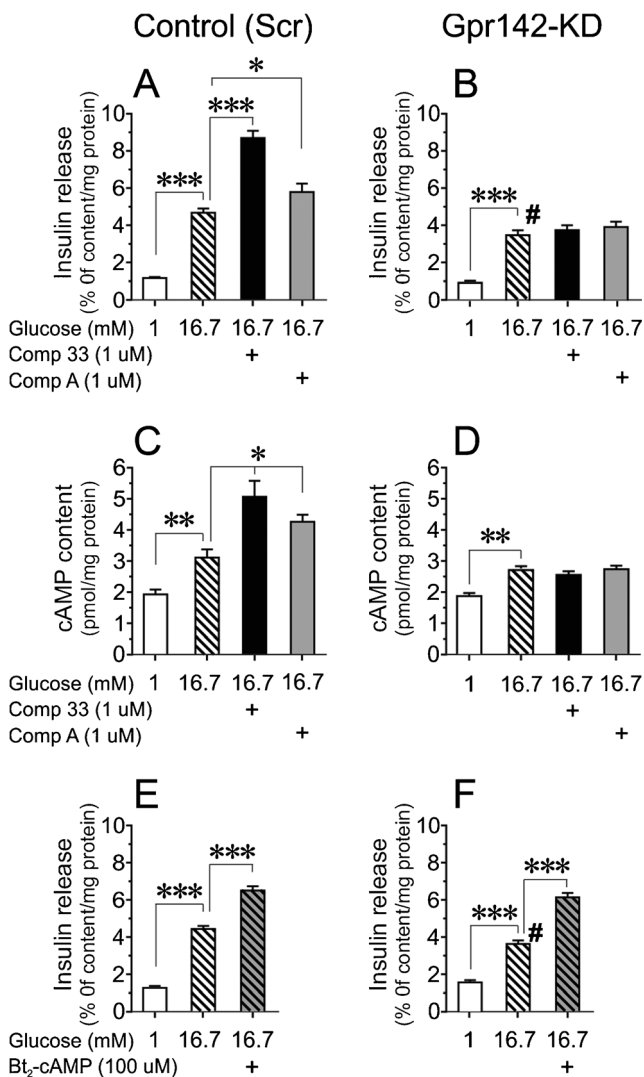 Control (Scr) Gpr142-KD
A B
Insulin release
(% 0f content/mg protein)
10
8
6
4
2
0
***
***
*
Insulin release
(% 0f content/mg protein)
10
8
6
4
2
0
***
#
Glucose (mM) 1 16.7 16.7 16.7 1 16.7 16.7 16.7
Comp 33 (1 uM) + +
Comp A (1 uM) + +
C D
cAMP content
(pmol/mg protein)
6
5
4
3
2
1
0
**
*
cAMP content
(pmol/mg protein)
6
5
4
3
2
1
0
**
Glucose (mM) 1 16.7 16.7 16.7 1 16.7 16.7 16.7
Comp 33 (1 uM) + +
Comp A (1 uM) + +
E F
Insulin release
(% 0f content/mg protein)
10
8
6
4
2
0
***
***
Insulin release
(% 0f content/mg protein)
10
8
6
4
2
0
***
#
***
Glucose (mM) 1 16.7 16.7 1 16.7 16.7
Bt₂-cAMP (100 uM) + +